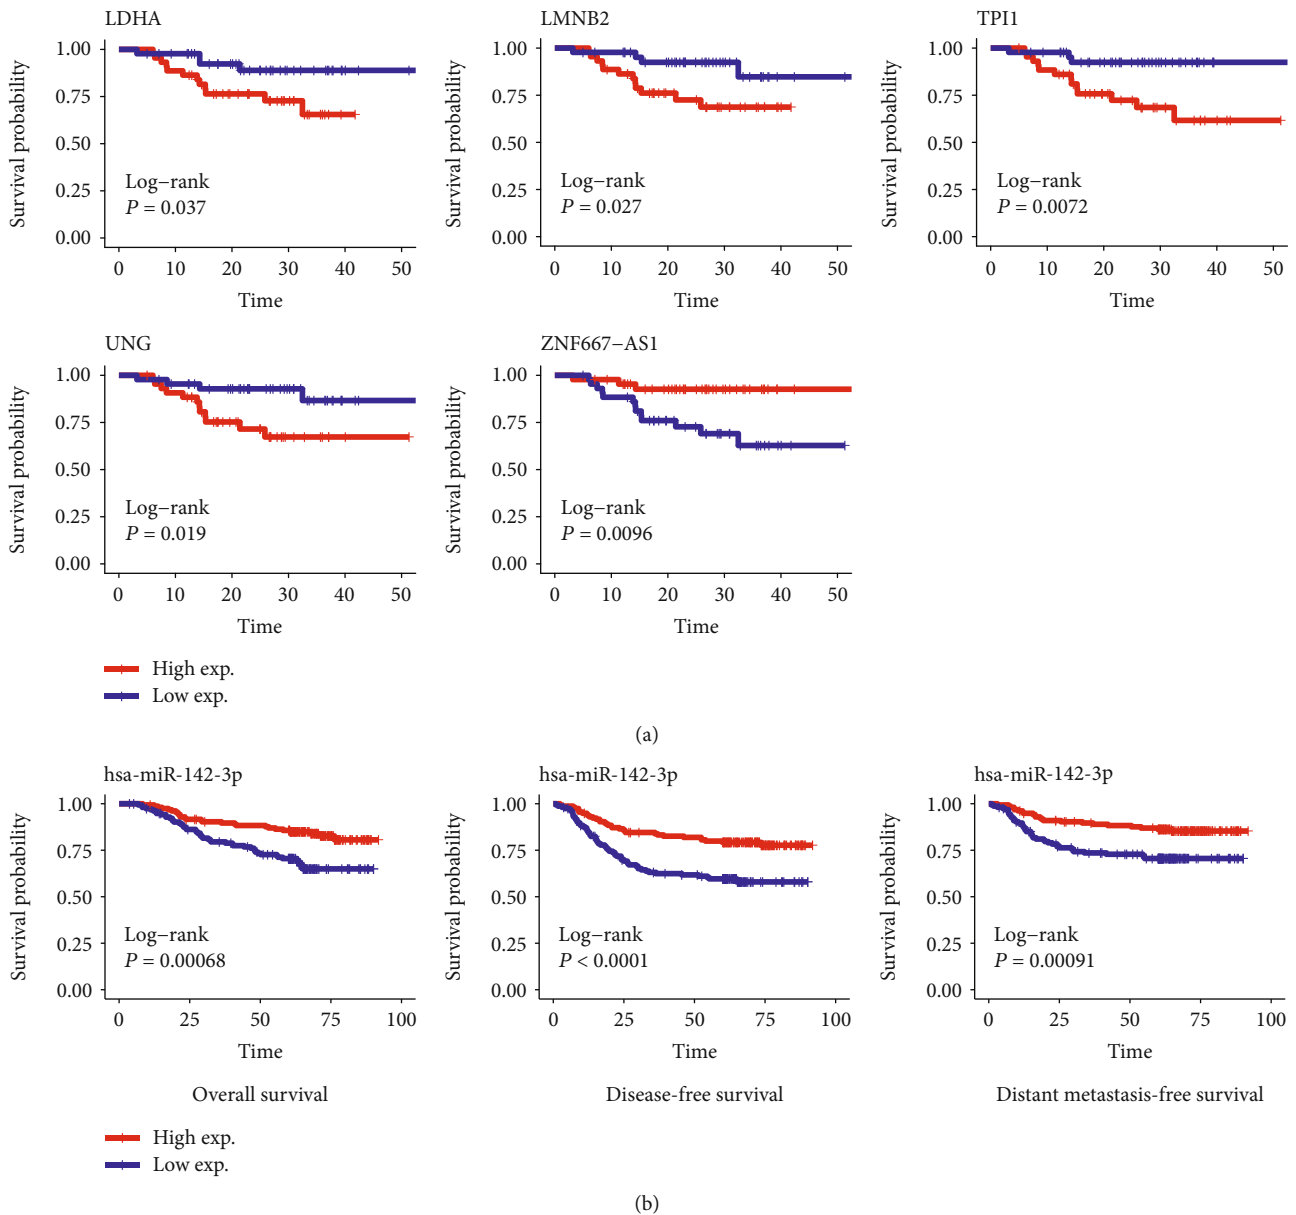 LDHA
Survival probability
1.00
0.75
0.50
0.25
0.00
Log−rank
P = 0.037
0 10 20 30 40 50
Time
LMNB2
Survival probability
1.00
0.75
0.50
0.25
0.00
Log−rank
P = 0.027
0 10 20 30 40 50
Time
TPI1
Survival probability
1.00
0.75
0.50
0.25
0.00
Log−rank
P = 0.0072
0 10 20 30 40 50
Time
UNG
Survival probability
1.00
0.75
0.50
0.25
0.00
Log−rank
P = 0.019
0 10 20 30 40 50
Time
ZNF667−AS1
Survival probability
1.00
0.75
0.50
0.25
0.00
Log−rank
P = 0.0096
0 10 20 30 40 50
Time
High exp.
Low exp.
(a)
hsa-miR-142-3p
Survival probability
1.00
0.75
0.50
0.25
0.00
Log−rank
P = 0.00068
0 25 50 75 100
Time
Overall survival
hsa-miR-142-3p
Survival probability
1.00
0.75
0.50
0.25
0.00
Log−rank
P < 0.0001
0 25 50 75 100
Time
Disease-free survival
hsa-miR-142-3p
Survival probability
1.00
0.75
0.50
0.25
0.00
Log−rank
P = 0.00091
0 25 50 75 100
Time
Distant metastasis-free survival
High exp.
Low exp.
(b)